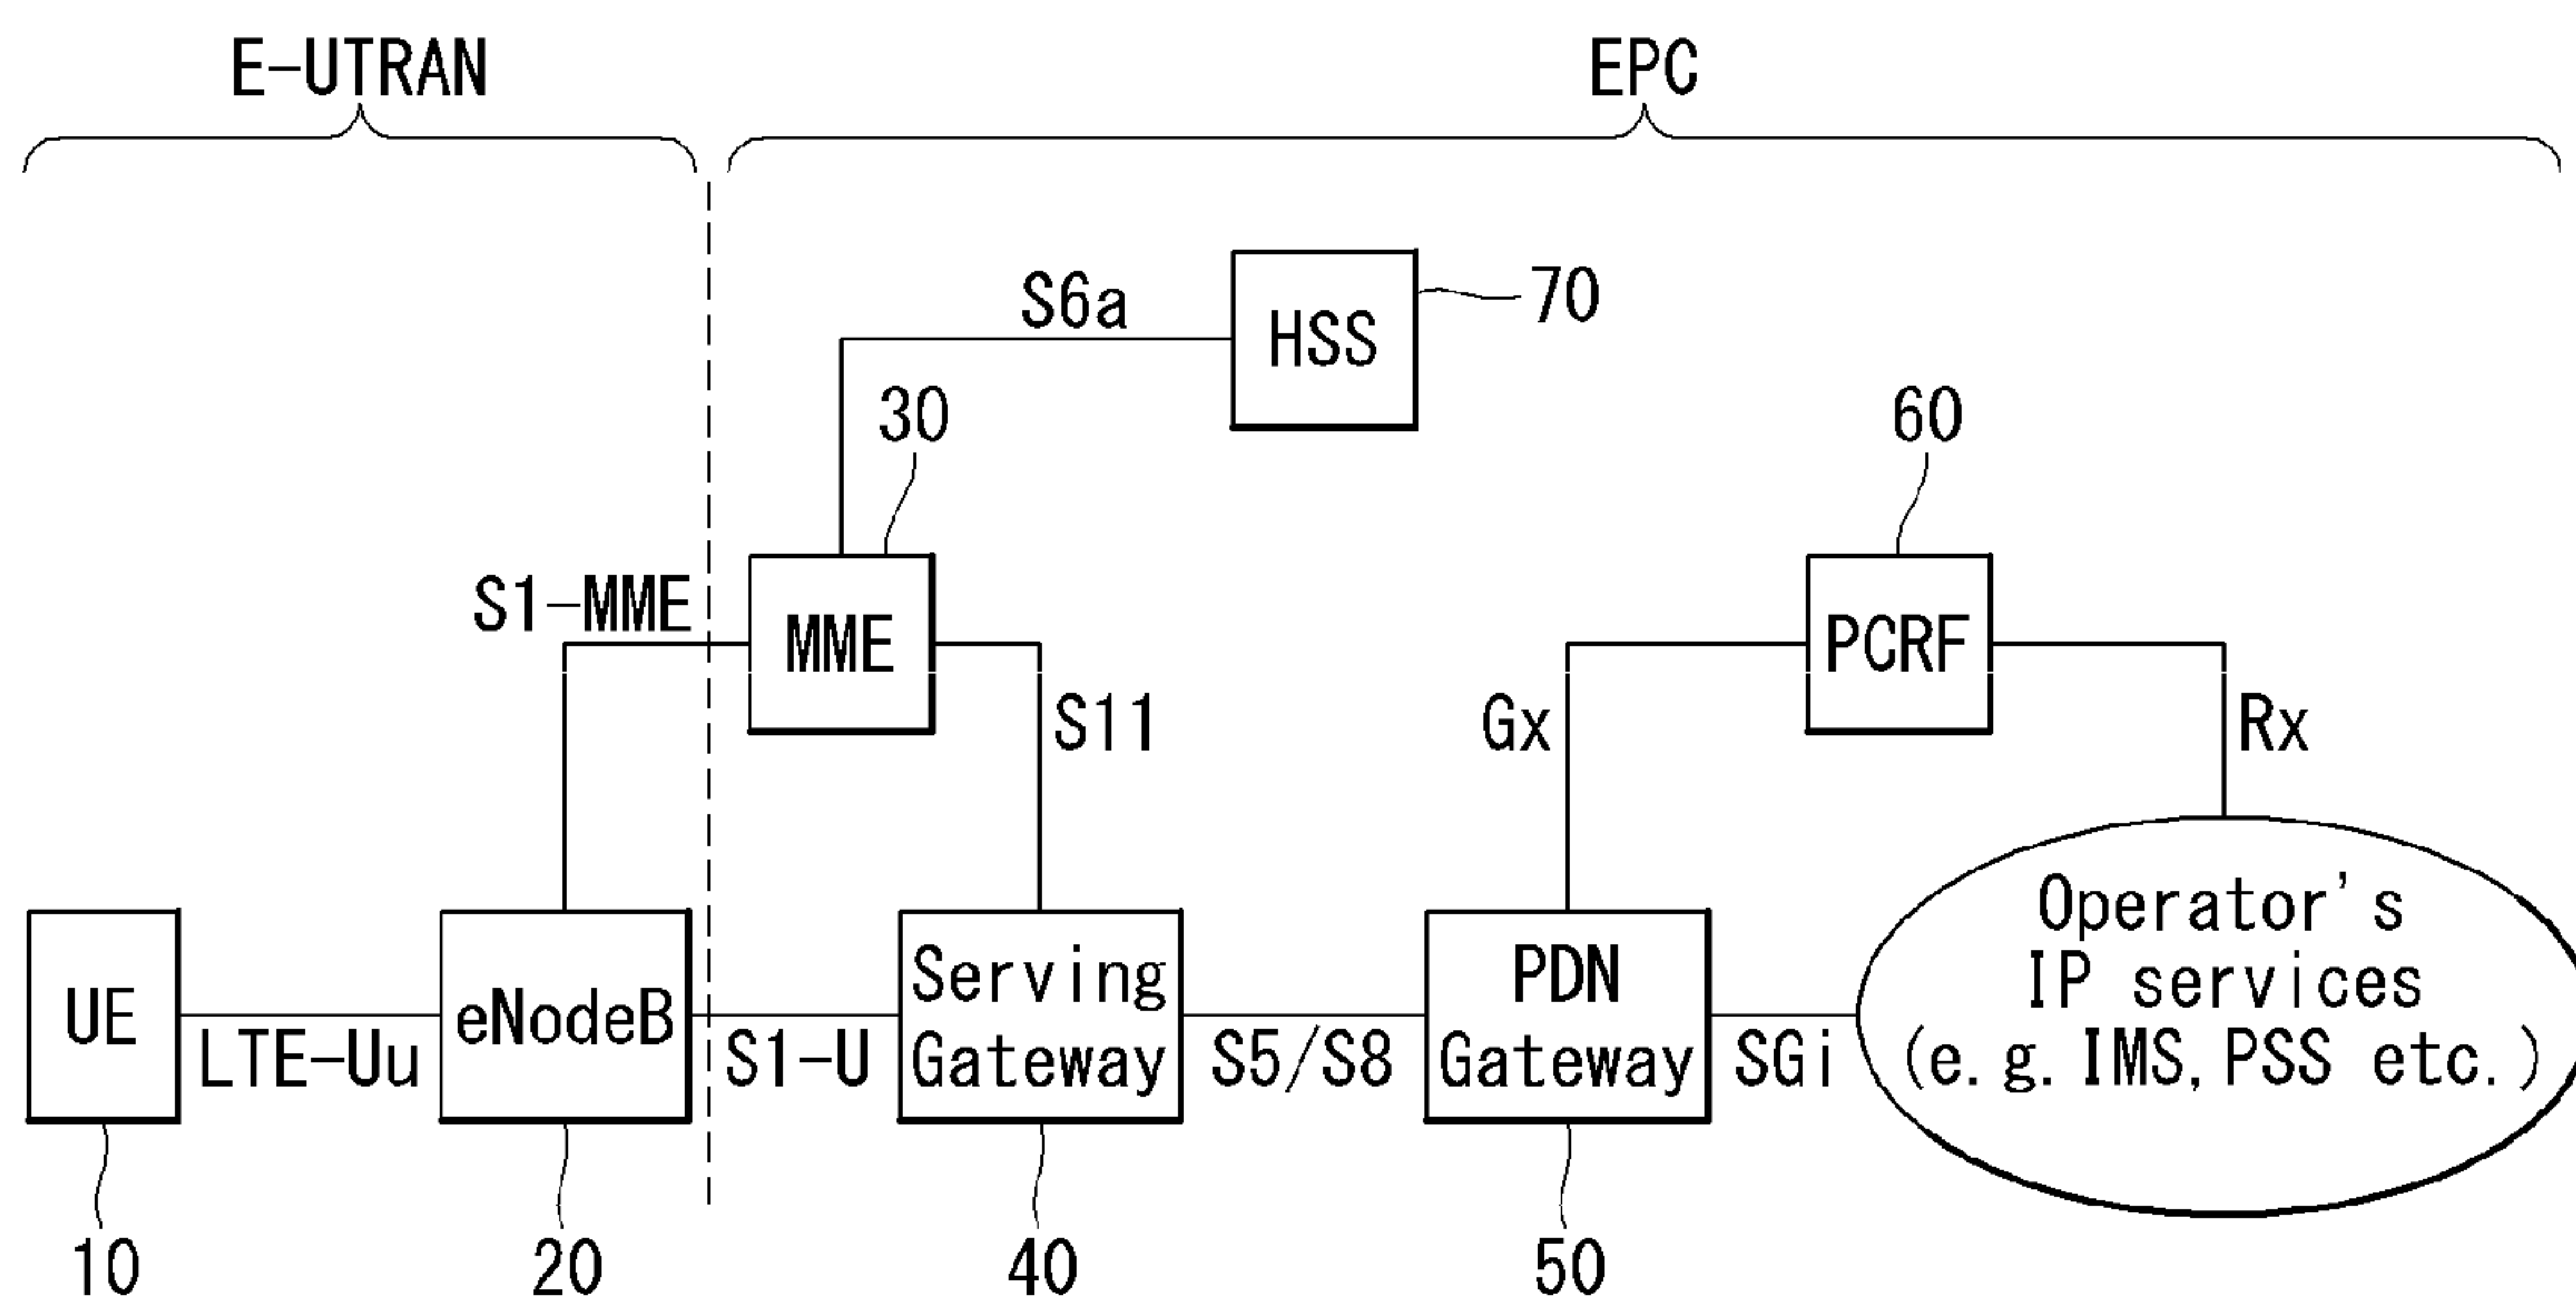 E-UTRAN
EPC
S6a
HSS
70
30
60
S1-MME
MME
S11
Gx
PCRF
Rx
UE
LTE-Uu
eNodeB
S1-U
Serving
Gateway
S5/S8
PDN
Gateway
SGi
Operator's
IP services
(e.g. IMS, PSS etc.)
10
20
40
50